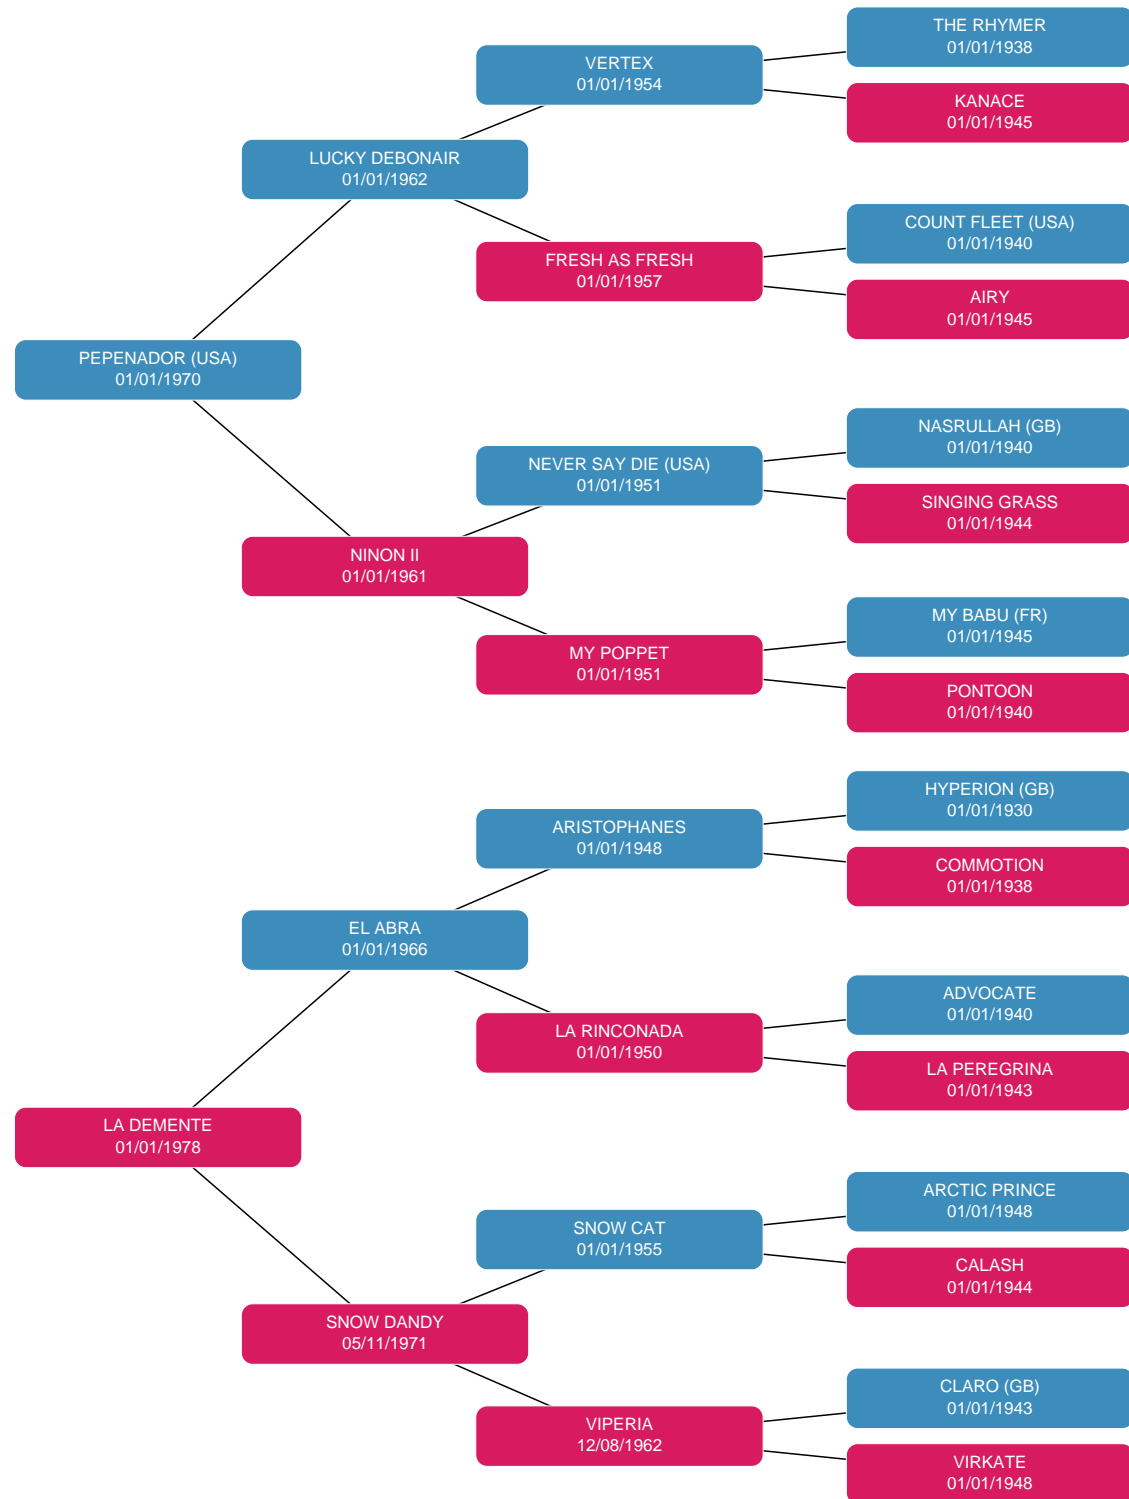 THE RHYMER
01/01/1938
VERTEX
01/01/1954
KANACE
01/01/1945
LUCKY DEBONAIR
01/01/1962
COUNT FLEET (USA)
01/01/1940
FRESH AS FRESH
01/01/1957
AIRY
01/01/1945
PEPENADOR (USA)
01/01/1970
NASRULLAH (GB)
01/01/1940
NEVER SAY DIE (USA)
01/01/1951
SINGING GRASS
01/01/1944
NINON II
01/01/1961
MY BABU (FR)
01/01/1945
MY POPPET
01/01/1951
PONTOON
01/01/1940
HYPERION (GB)
01/01/1930
ARISTOPHANES
01/01/1948
COMMOTION
01/01/1938
EL ABRA
01/01/1966
ADVOCATE
01/01/1940
LA RINCONADA
01/01/1950
LA PEREGRINA
01/01/1943
LA DEMENTE
01/01/1978
ARCTIC PRINCE
01/01/1948
SNOW CAT
01/01/1955
CALASH
01/01/1944
SNOW DANDY
05/11/1971
CLARO (GB)
01/01/1943
VIPERIA
12/08/1962
VIRKATE
01/01/1948